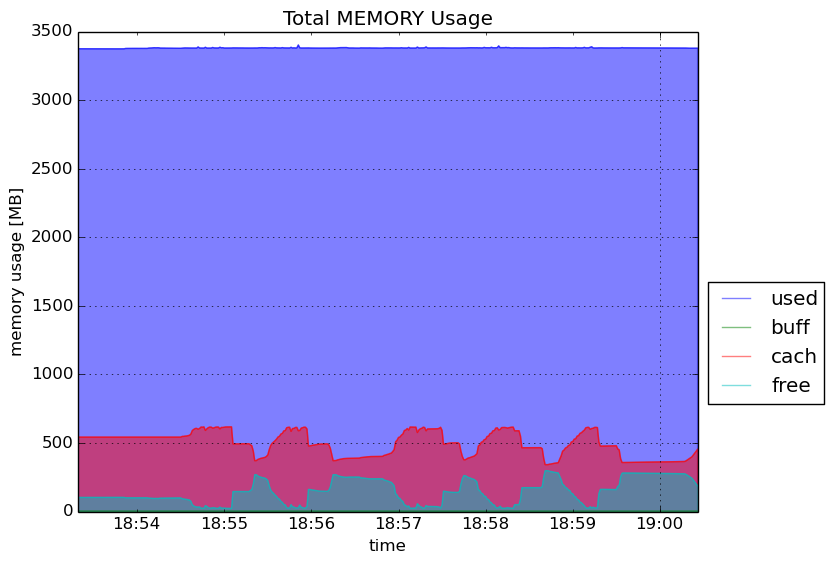 Total MEMORY Usage
memory usage [MB]
3500
3000
2500
2000
1500
1000
500
0
18:54 18:55 18:56 18:57 18:58 18:59 19:00
time
used
buff
cach
free